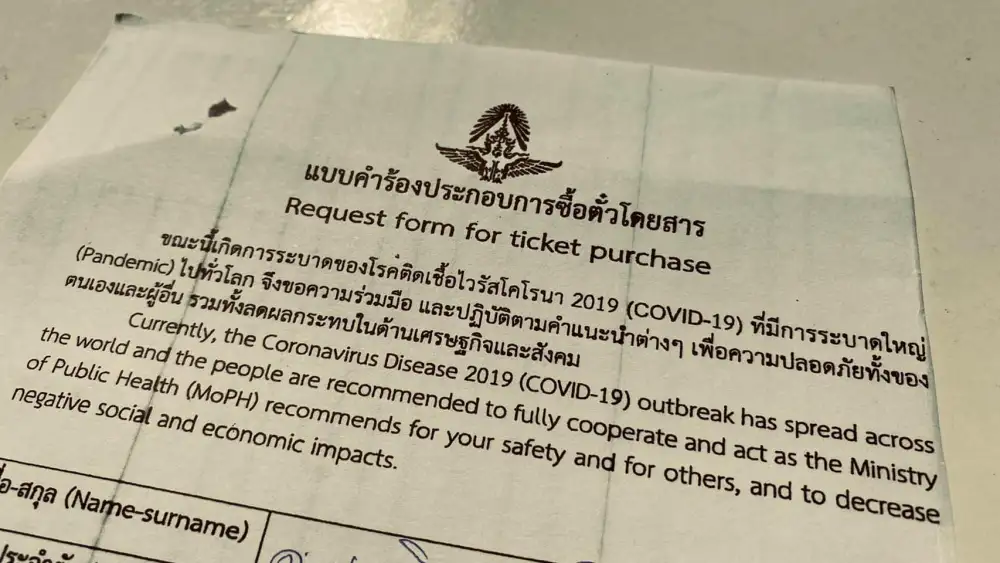 แบบคำร้องประกอบการซื้อตั๋วโดยสาร
Request form for ticket purchase
ขณะนี้เกิดการระบาดของโรคติดเชื้อไวรัสโคโรนา 2019 (COVID-19) ที่มีการระบาดใหญ่
(Pandemic) ไปทั่วโลก จึงขอความร่วมมือ และปฏิบัติตามคำแนะนำต่างๆ เพื่อความปลอดภัยทั้งของ
ตนเองและผู้อื่น รวมทั้งลดผลกระทบในด้านเศรษฐกิจและสังคม
Currently, the Coronavirus Disease 2019 (COVID-19) outbreak has spread across
the world and the people are recommended to fully cooperate and act as the Ministry
of Public Health (MoPH) recommends for your safety and for others, and to decrease
negative social and economic impacts.
อ-สกุล (Name-surname)